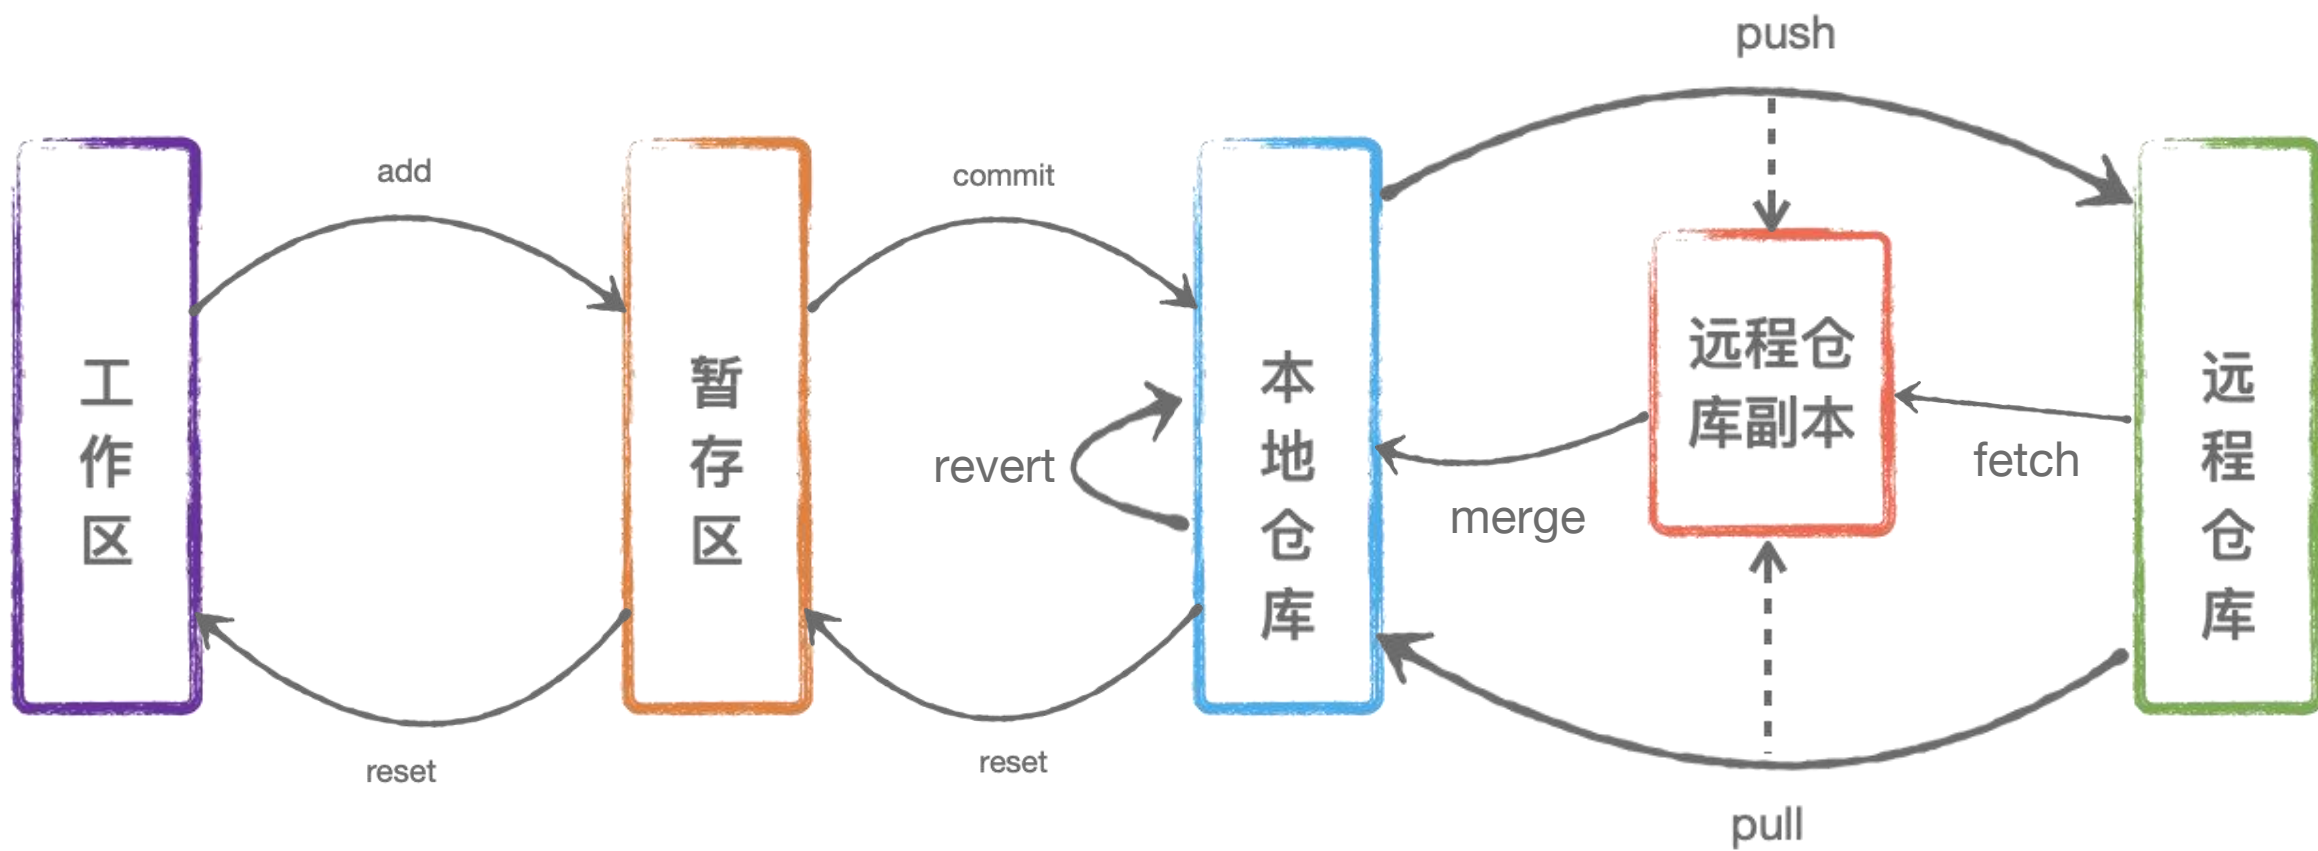 push
add
commit
工作区
暂存区
本地仓库
远程仓
库副本
远程仓库
revert
merge
fetch
reset
reset
pull